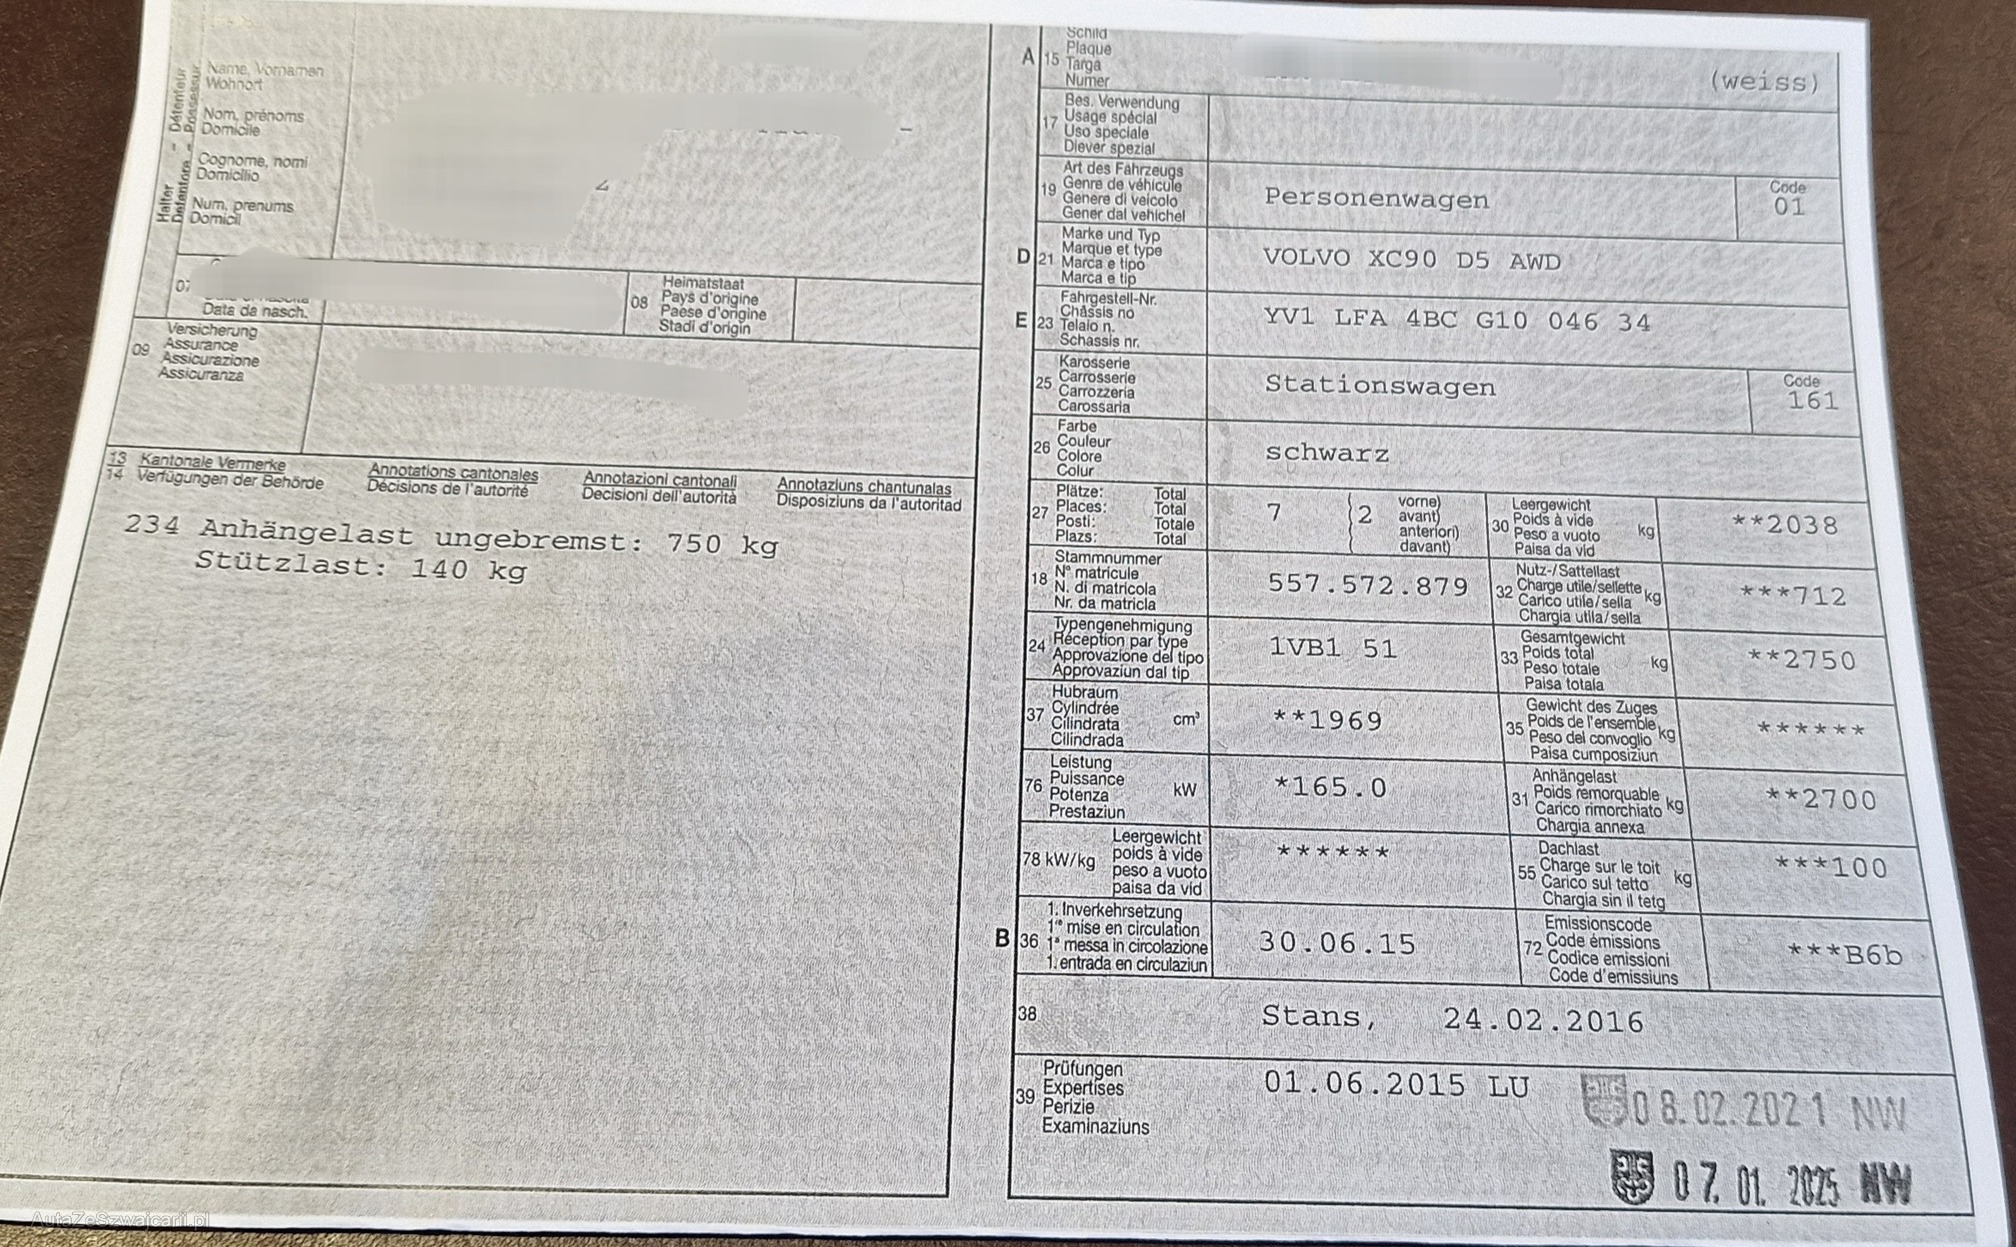 Halter
Détenteur
Detentore
Possessur
Name, Vornamen
Wohnort
Nom, prénoms
Domicile
Cognome, nomi
Domicilio
Num, prenums
Domicil
07
Data da nasch.
08
Heimatstaat
Pays d'origine
Paese d'origine
Stadi d'origin
09
Versicherung
Assurance
Assicurazione
Assicuranza
13 Kantonale Vermerke Annotations cantonales Annotazioni cantonali Annotaziuns chantunalas
14 Verfügungen der Behörde Décisions de l'autorité Decisioni dell'autorità Disposiziuns da l'autoritad
234 Anhängelast ungebremst: 750 kg
Stützlast: 140 kg
A 15
Schild
Plaque
Targa
Numer
(weiss)
17
Bes. Verwendung
Usage spécial
Uso speciale
Diever spezial
19
Art des Fahrzeugs
Genre de véhicule
Genere di veicolo
Gener dal vehichel
Personenwagen
Code
01
D 21
Marke und Typ
Marque et type
Marca e tipo
Marca e tip
VOLVO XC90 D5 AWD
E 23
Fahrgestell-Nr.
Châssis no
Telaio n.
Schassis nr.
YV1 LFA 4BC G10 046 34
25
Karosserie
Carrosserie
Carrozzeria
Carossaria
Stationswagen
Code
161
26
Farbe
Couleur
Colore
Colur
schwarz
27
Plätze: Total
Places: Total
Posti: Totale
Plazs: Total
7
2
vorne)
avant)
anteriori)
davant)
30
Leergewicht
Poids à vide
Peso a vuoto
Paisa da vid
kg
**2038
18
Stammnummer
N° matricule
N. di matricola
Nr. da matricla
557.572.879
32
Nutz-/Sattellast
Charge utile/sellette
Carico utile/sella
Chargia utila/sella
kg
***712
24
Typengenehmigung
Réception par type
Approvazione del tipo
Approvaziun dal tip
1VB1 51
33
Gesamtgewicht
Poids total
Peso totale
Paisa totala
kg
**2750
37
Hubraum
Cylindrée
Cilindrata
Cilindrada
cm³
**1969
35
Gewicht des Zuges
Poids de l'ensemble
Peso del convoglio
Paisa cumposiziun
kg
******
76
Leistung
Puissance
Potenza
Prestaziun
kW
*165.0
31
Anhängelast
Poids remorquable
Carico rimorchiato
Chargia annexa
kg
**2700
78 kW/kg
Leergewicht
poids à vide
peso a vuoto
paisa da vid
******
55
Dachlast
Charge sur le toit
Carico sul tetto
Chargia sin il tetg
kg
***100
B 36
1. Inverkehrsetzung
1re mise en circulation
1a messa in circolazione
1. entrada en circulaziun
30.06.15
72
Emissionscode
Code émissions
Codice emissioni
Code d'emissiuns
***B6b
38
Stans, 24.02.2016
39
Prüfungen
Expertises
Perizie
Examinaziuns
01.06.2015 LU
08.02.2021 NW
07.01.2025 NW
AutaZeSzwajcarii.pl